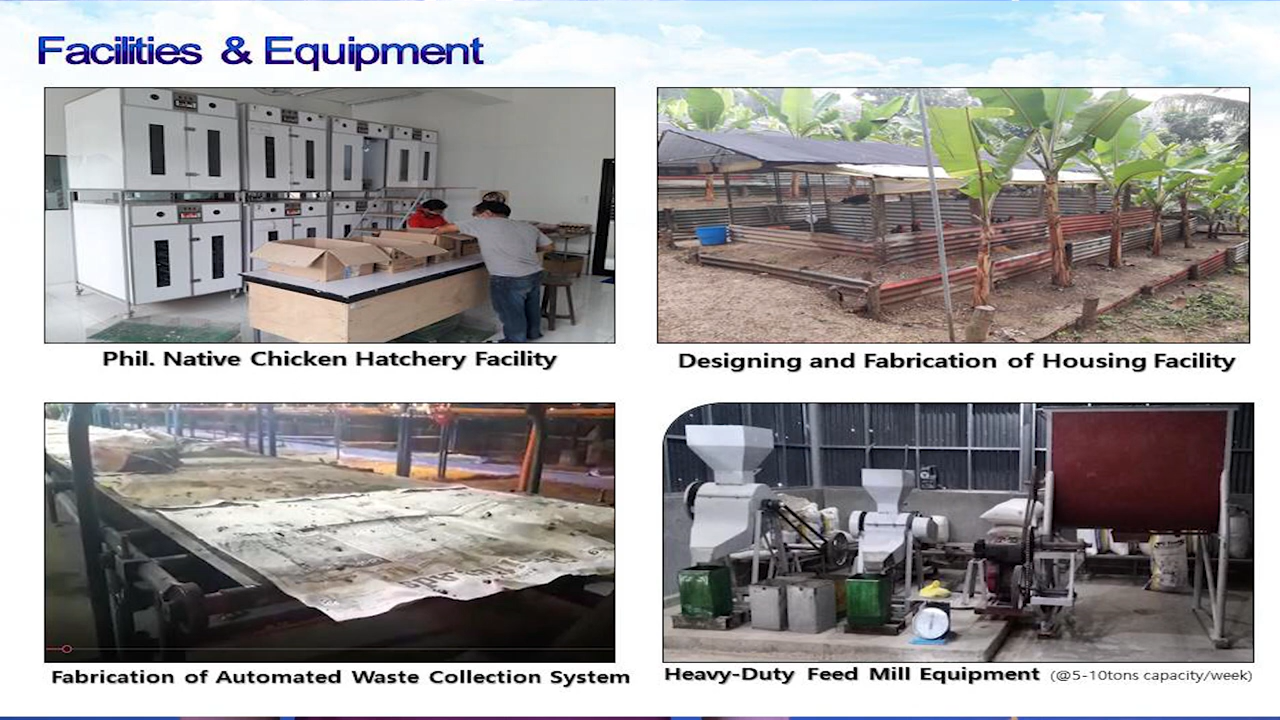 Facilities & Equipment
Phil. Native Chicken Hatchery Facility
Designing and Fabrication of Housing Facility
Fabrication of Automated Waste Collection System
Heavy-Duty Feed Mill Equipment (@5-10tons capacity/week)